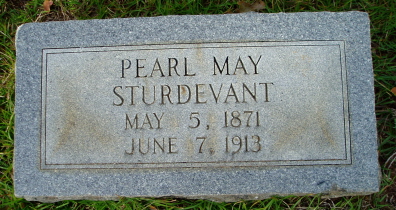 PEARL MAY
STURDEVANT
MAY 5, 1871
JUNE 7, 1913